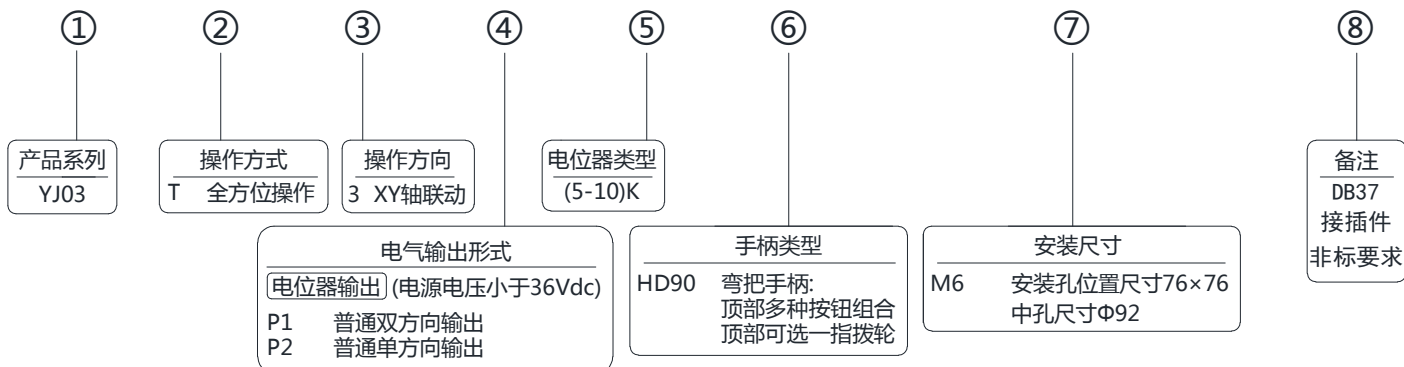 ① ② ③ ④ ⑤ ⑥ ⑦ ⑧
产品系列
YJ03
操作方式
T 全方位操作
操作方向
3 XY轴联动
电位器类型
(5-10)K
备注
DB37
接插件
非标要求
电气输出形式
电位器输出 (电源电压小于36Vdc)
P1 普通双方向输出
P2 普通单方向输出
手柄类型
HD90 弯把手柄:
顶部多种按钮组合
顶部可选一指拨轮
安装尺寸
M6 安装孔位置尺寸76×76
中孔尺寸Φ92